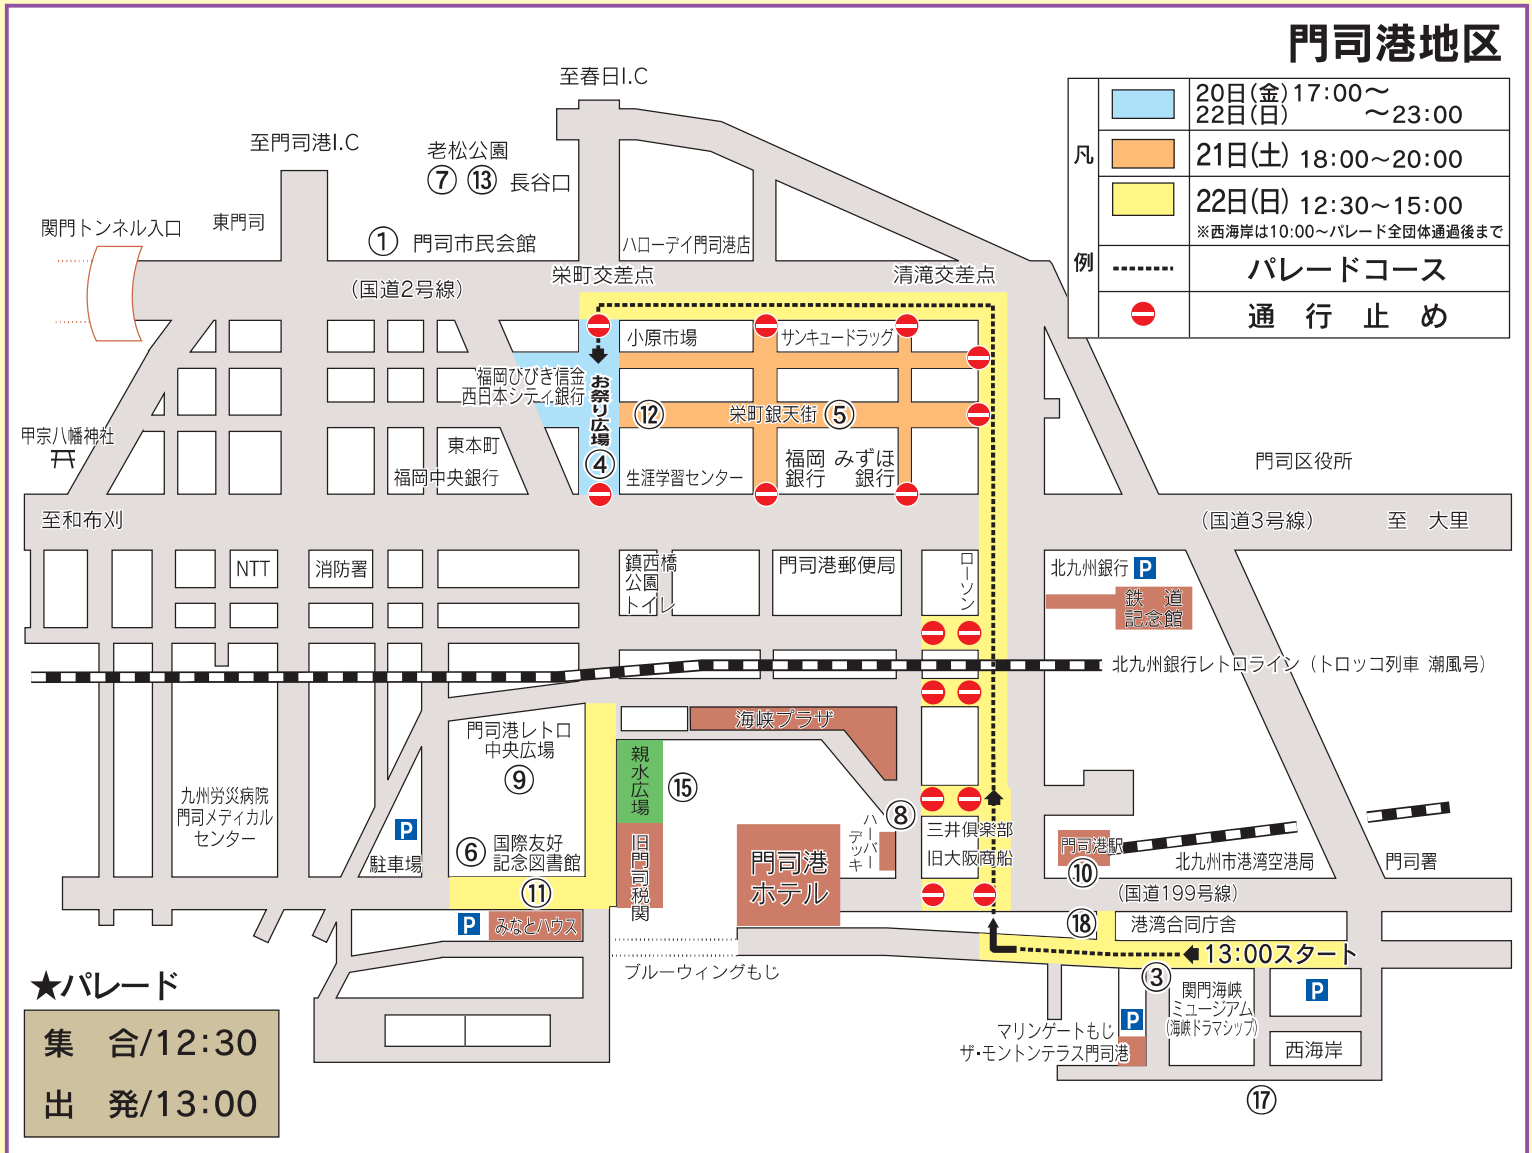 門司港地区
凡例
20日(金)17:00〜
22日(日) 〜23:00
21日(土) 18:00〜20:00
22日(日) 12:30〜15:00
※西海岸は10:00〜パレード全団体通過後まで
パレードコース
通行止め
至春日I.C
至門司港I.C
老松公園
⑦ ⑬
長谷口
関門トンネル入口
東門司
① 門司市民会館
ハローデイ門司港店
(国道2号線)
栄町交差点
清滝交差点
小原市場
サンキュードラッグ
福岡ひびき信金
西日本シティ銀行
お祭り広場
④
⑫
栄町銀天街 ⑤
甲宗八幡神社
東本町
福岡中央銀行
生涯学習センター
福岡銀行
みずほ銀行
門司区役所
至和布刈
(国道3号線)
至 大里
NTT
消防署
鎮西橋
公園
トイレ
門司港郵便局
ローソン
北九州銀行 P
鉄道
記念館
北九州銀行レトロライン(トロッコ列車 潮風号)
門司港レトロ
中央広場
⑨
海峡プラザ
親水広場
⑮
九州労災病院
門司メディカル
センター
P
駐車場
⑥ 国際友好
記念図書館
⑪
旧門司税関
門司港
ホテル
⑧
ハーバーデッキ
三井倶楽部
旧大阪商船
門司港駅
⑩
北九州市港湾空港局
門司署
(国道199号線)
P
みなとハウス
⑱
港湾合同庁舎
13:00スタート
ブルーウィングもじ
③
関門海峡
ミュージアム
(海峡ドラマシップ)
P
P
マリンゲートもじ
ザ・モントンテラス門司港
西海岸
⑰
★パレード
集 合/12:30
出 発/13:00